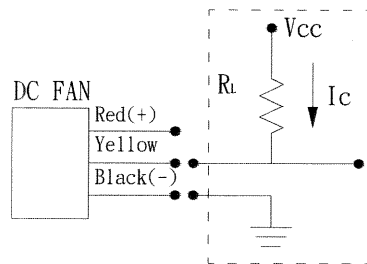 Vcc
DC FAN
RL
Ic
Red(+)
Yellow
Black(-)